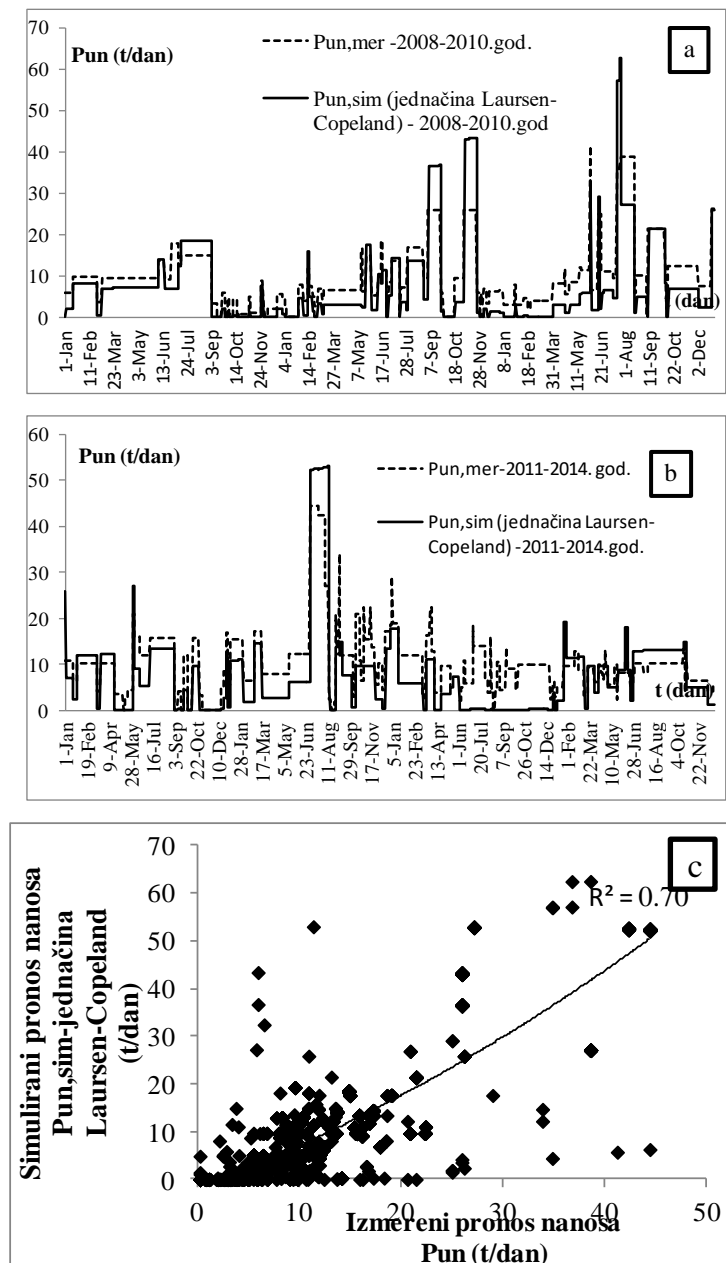 Pun (t/dan)
Pun,mer -2008-2010.god.
a
Pun,sim (jednačina Laursen-
Copeland) - 2008-2010.god
70
60
50
40
30
20
10
0
(dan)
1-Jan
11-Feb
23-Mar
3-May
13-Jun
24-Jul
3-Sep
14-Oct
24-Nov
4-Jan
14-Feb
27-Mar
7-May
17-Jun
28-Jul
7-Sep
18-Oct
28-Nov
8-Jan
18-Feb
31-Mar
11-May
21-Jun
1-Aug
11-Sep
22-Oct
2-Dec
Pun (t/dan)
Pun,mer-2011-2014.god.
b
Pun,sim (jednačina Laursen-
Copeland) -2011-2014.god.
60
50
40
30
20
10
0
t (dan)
1-Jan
19-Feb
9-Apr
28-May
16-Jul
3-Sep
22-Oct
10-Dec
28-Jan
17-Mar
5-May
23-Jun
11-Aug
29-Sep
17-Nov
5-Jan
23-Feb
13-Apr
1-Jun
20-Jul
7-Sep
26-Oct
14-Dec
1-Feb
22-Mar
10-May
28-Jun
16-Aug
4-Oct
22-Nov
c
R² = 0.70
Simulirani pronos nanosa
Pun,sim-jednačina
Laursen-Copeland
(t/dan)
70
60
50
40
30
20
10
0
0 10 20 30 40 50
Izmereni pronos nanosa
Pun (t/dan)